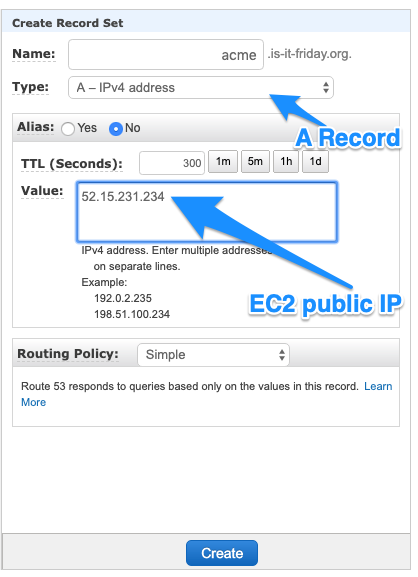 Create Record Set
Name: acme .is-it-friday.org.
Type: A – IPv4 address
A Record
Alias: Yes No
TTL (Seconds): 300 1m 5m 1h 1d
Value: 52.15.231.234
IPv4 address. Enter multiple addresses
on separate lines.
Example:
192.0.2.235
198.51.100.234
EC2 public IP
Routing Policy: Simple
Route 53 responds to queries based only on the values in this record. Learn
More
Create